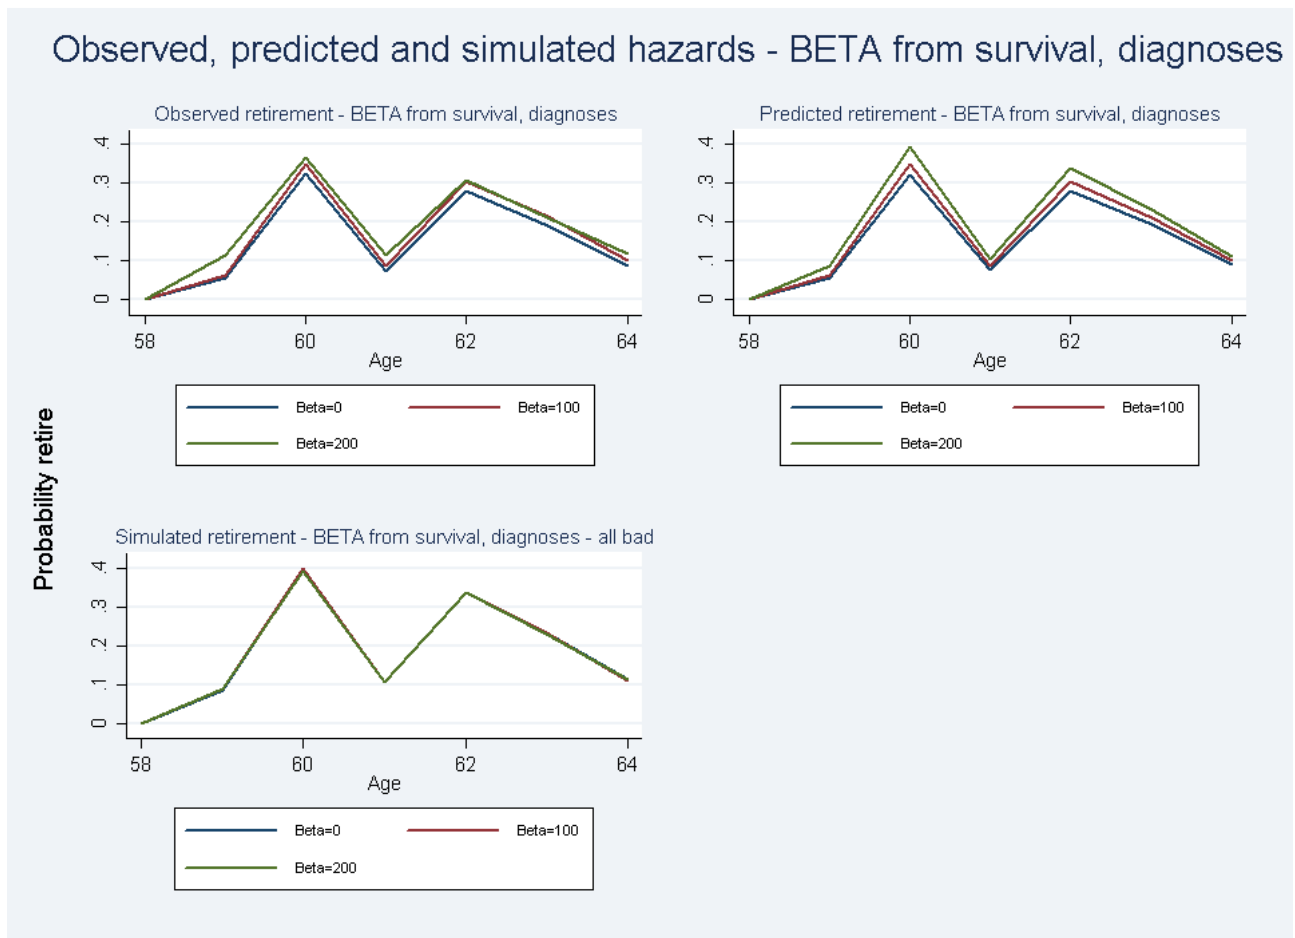 Observed, predicted and simulated hazards - BETA from survival, diagnoses
Probability retire
Observed retirement - BETA from survival, diagnoses
.4
.3
.2
.1
0
58 60 62 64
Age
Beta=0 Beta=100
Beta=200
Predicted retirement - BETA from survival, diagnoses
.4
.3
.2
.1
0
58 60 62 64
Age
Beta=0 Beta=100
Beta=200
Simulated retirement - BETA from survival, diagnoses - all bad
.4
.3
.2
.1
0
58 60 62 64
Age
Beta=0 Beta=100
Beta=200